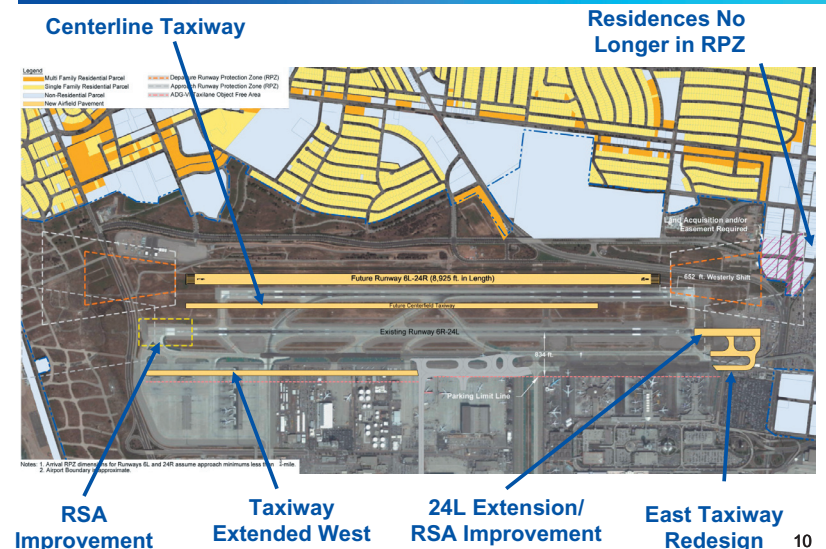 Centerline Taxiway
Residences No
Longer in RPZ
Legend
Multi Family Residential Parcel
Single Family Residential Parcel
Non-Residential Parcel
New Airfield Pavement
Departure Runway Protection Zone (RPZ)
Approach Runway Protection Zone (RPZ)
Taxilane Object Free Area
Land Acquisition and/or
Easement Required
Future Runway 6L-24R (8,925 ft. in Length)
652 ft. Westerly Shift
Future Centerfield Taxiway
Existing Runway 6R-24L
834 ft.
Parking Limit Line
Notes: 1. Arrival RPZ dimensions for Runways 6L and 24R assume approach minimums less than -mile.
2. Airport Boundary is approximate.
RSA
Improvement
Taxiway
Extended West
24L Extension/
RSA Improvement
East Taxiway
Redesign
10